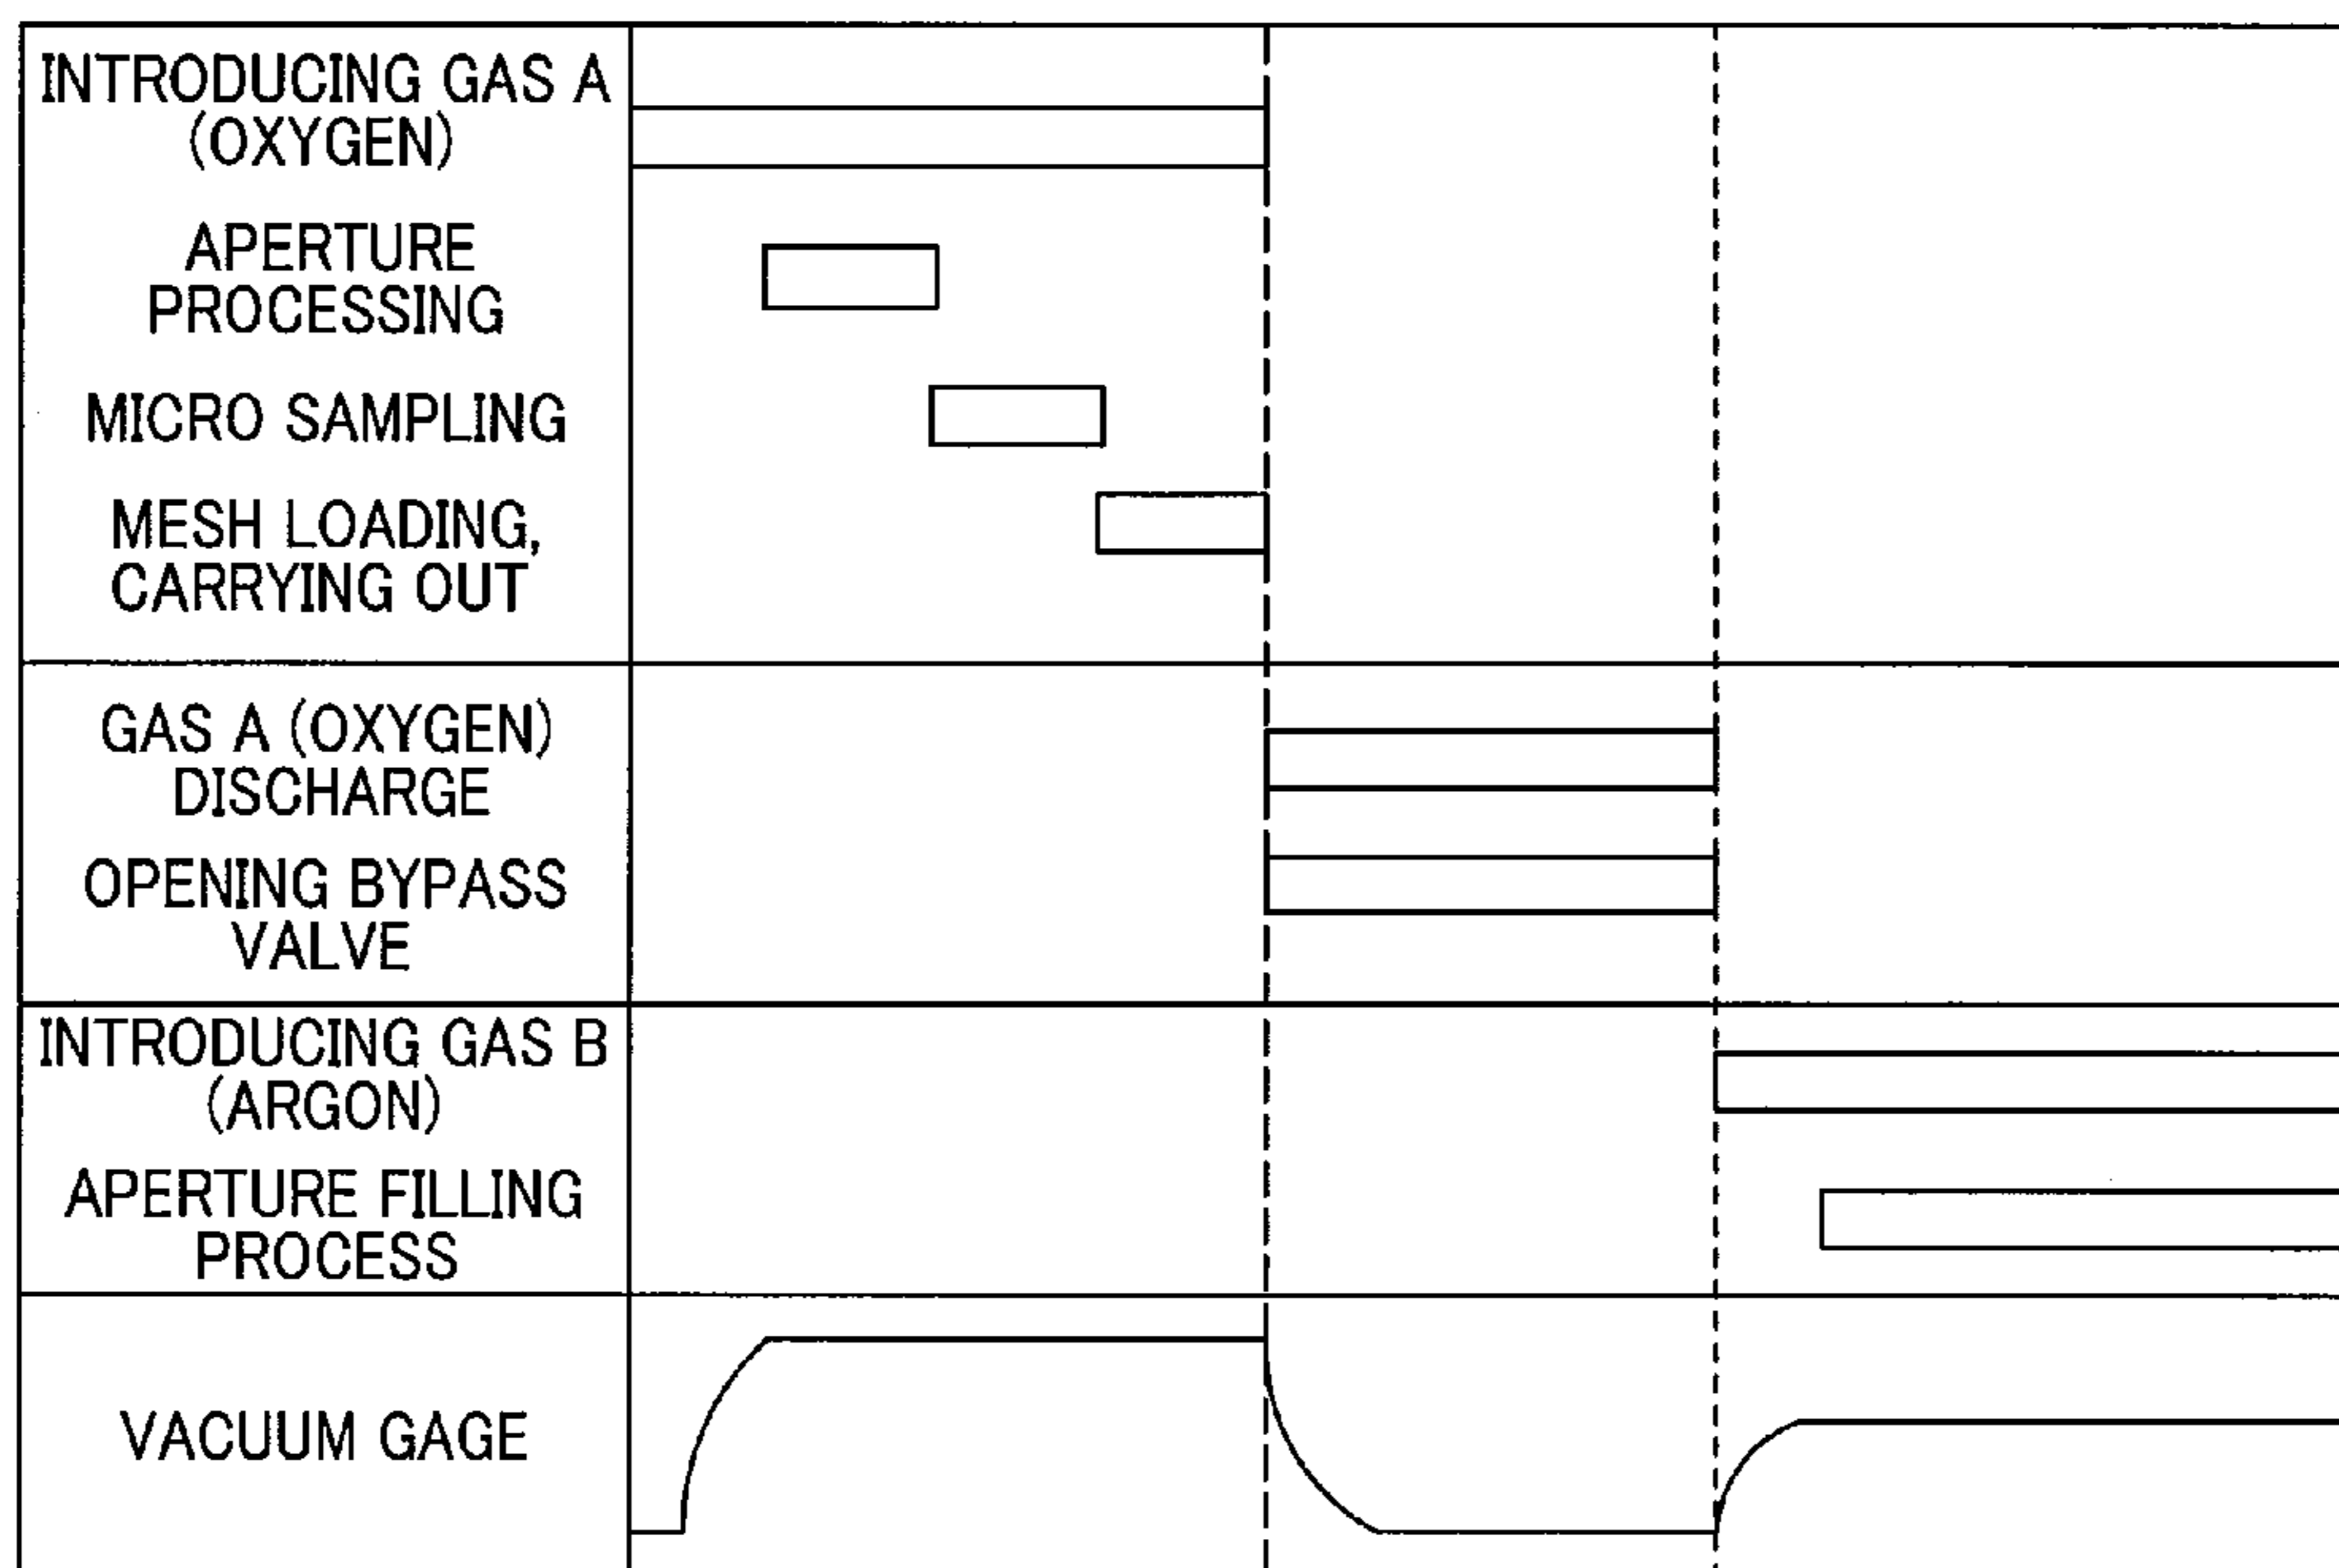 INTRODUCING GAS A
(OXYGEN)
APERTURE
PROCESSING
MICRO SAMPLING
MESH LOADING,
CARRYING OUT
GAS A (OXYGEN)
DISCHARGE
OPENING BYPASS
VALVE
INTRODUCING GAS B
(ARGON)
APERTURE FILLING
PROCESS
VACUUM GAGE